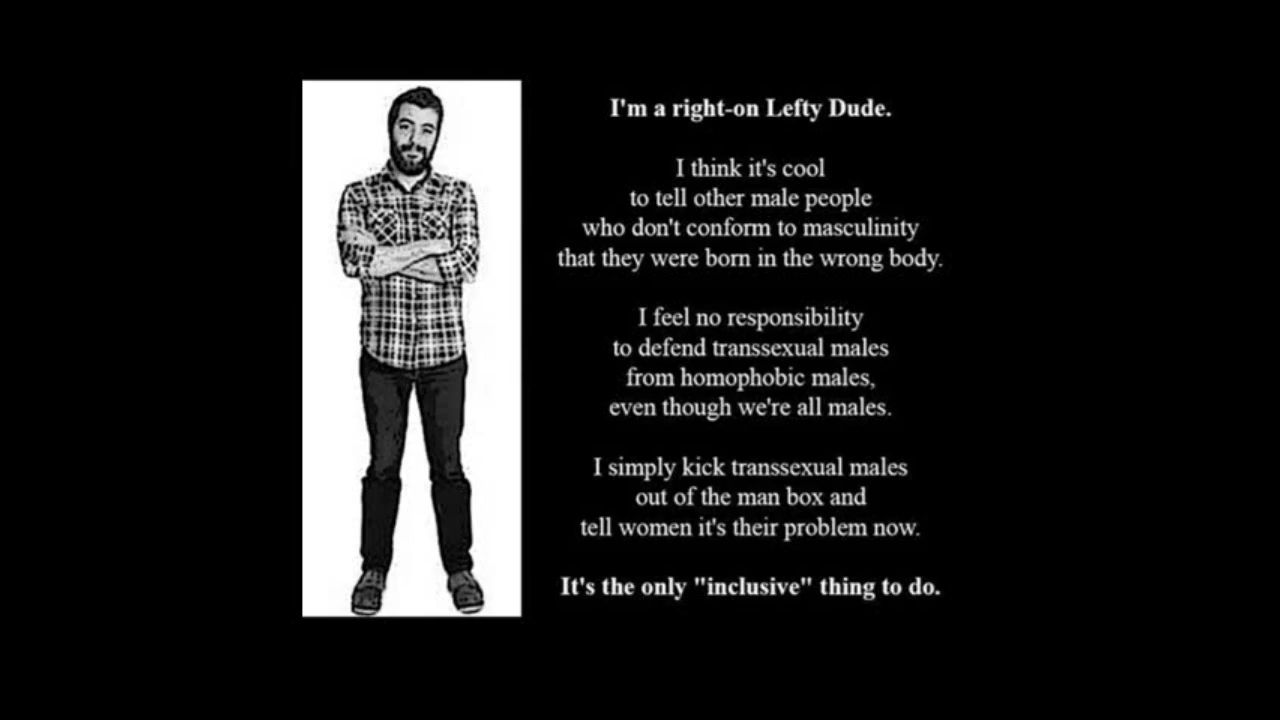 I'm a right-on Lefty Dude.
I think it's cool
to tell other male people
who don't conform to masculinity
that they were born in the wrong body.
I feel no responsibility
to defend transsexual males
from homophobic males,
even though we're all males.
I simply kick transsexual males
out of the man box and
tell women it's their problem now.
It's the only "inclusive" thing to do.